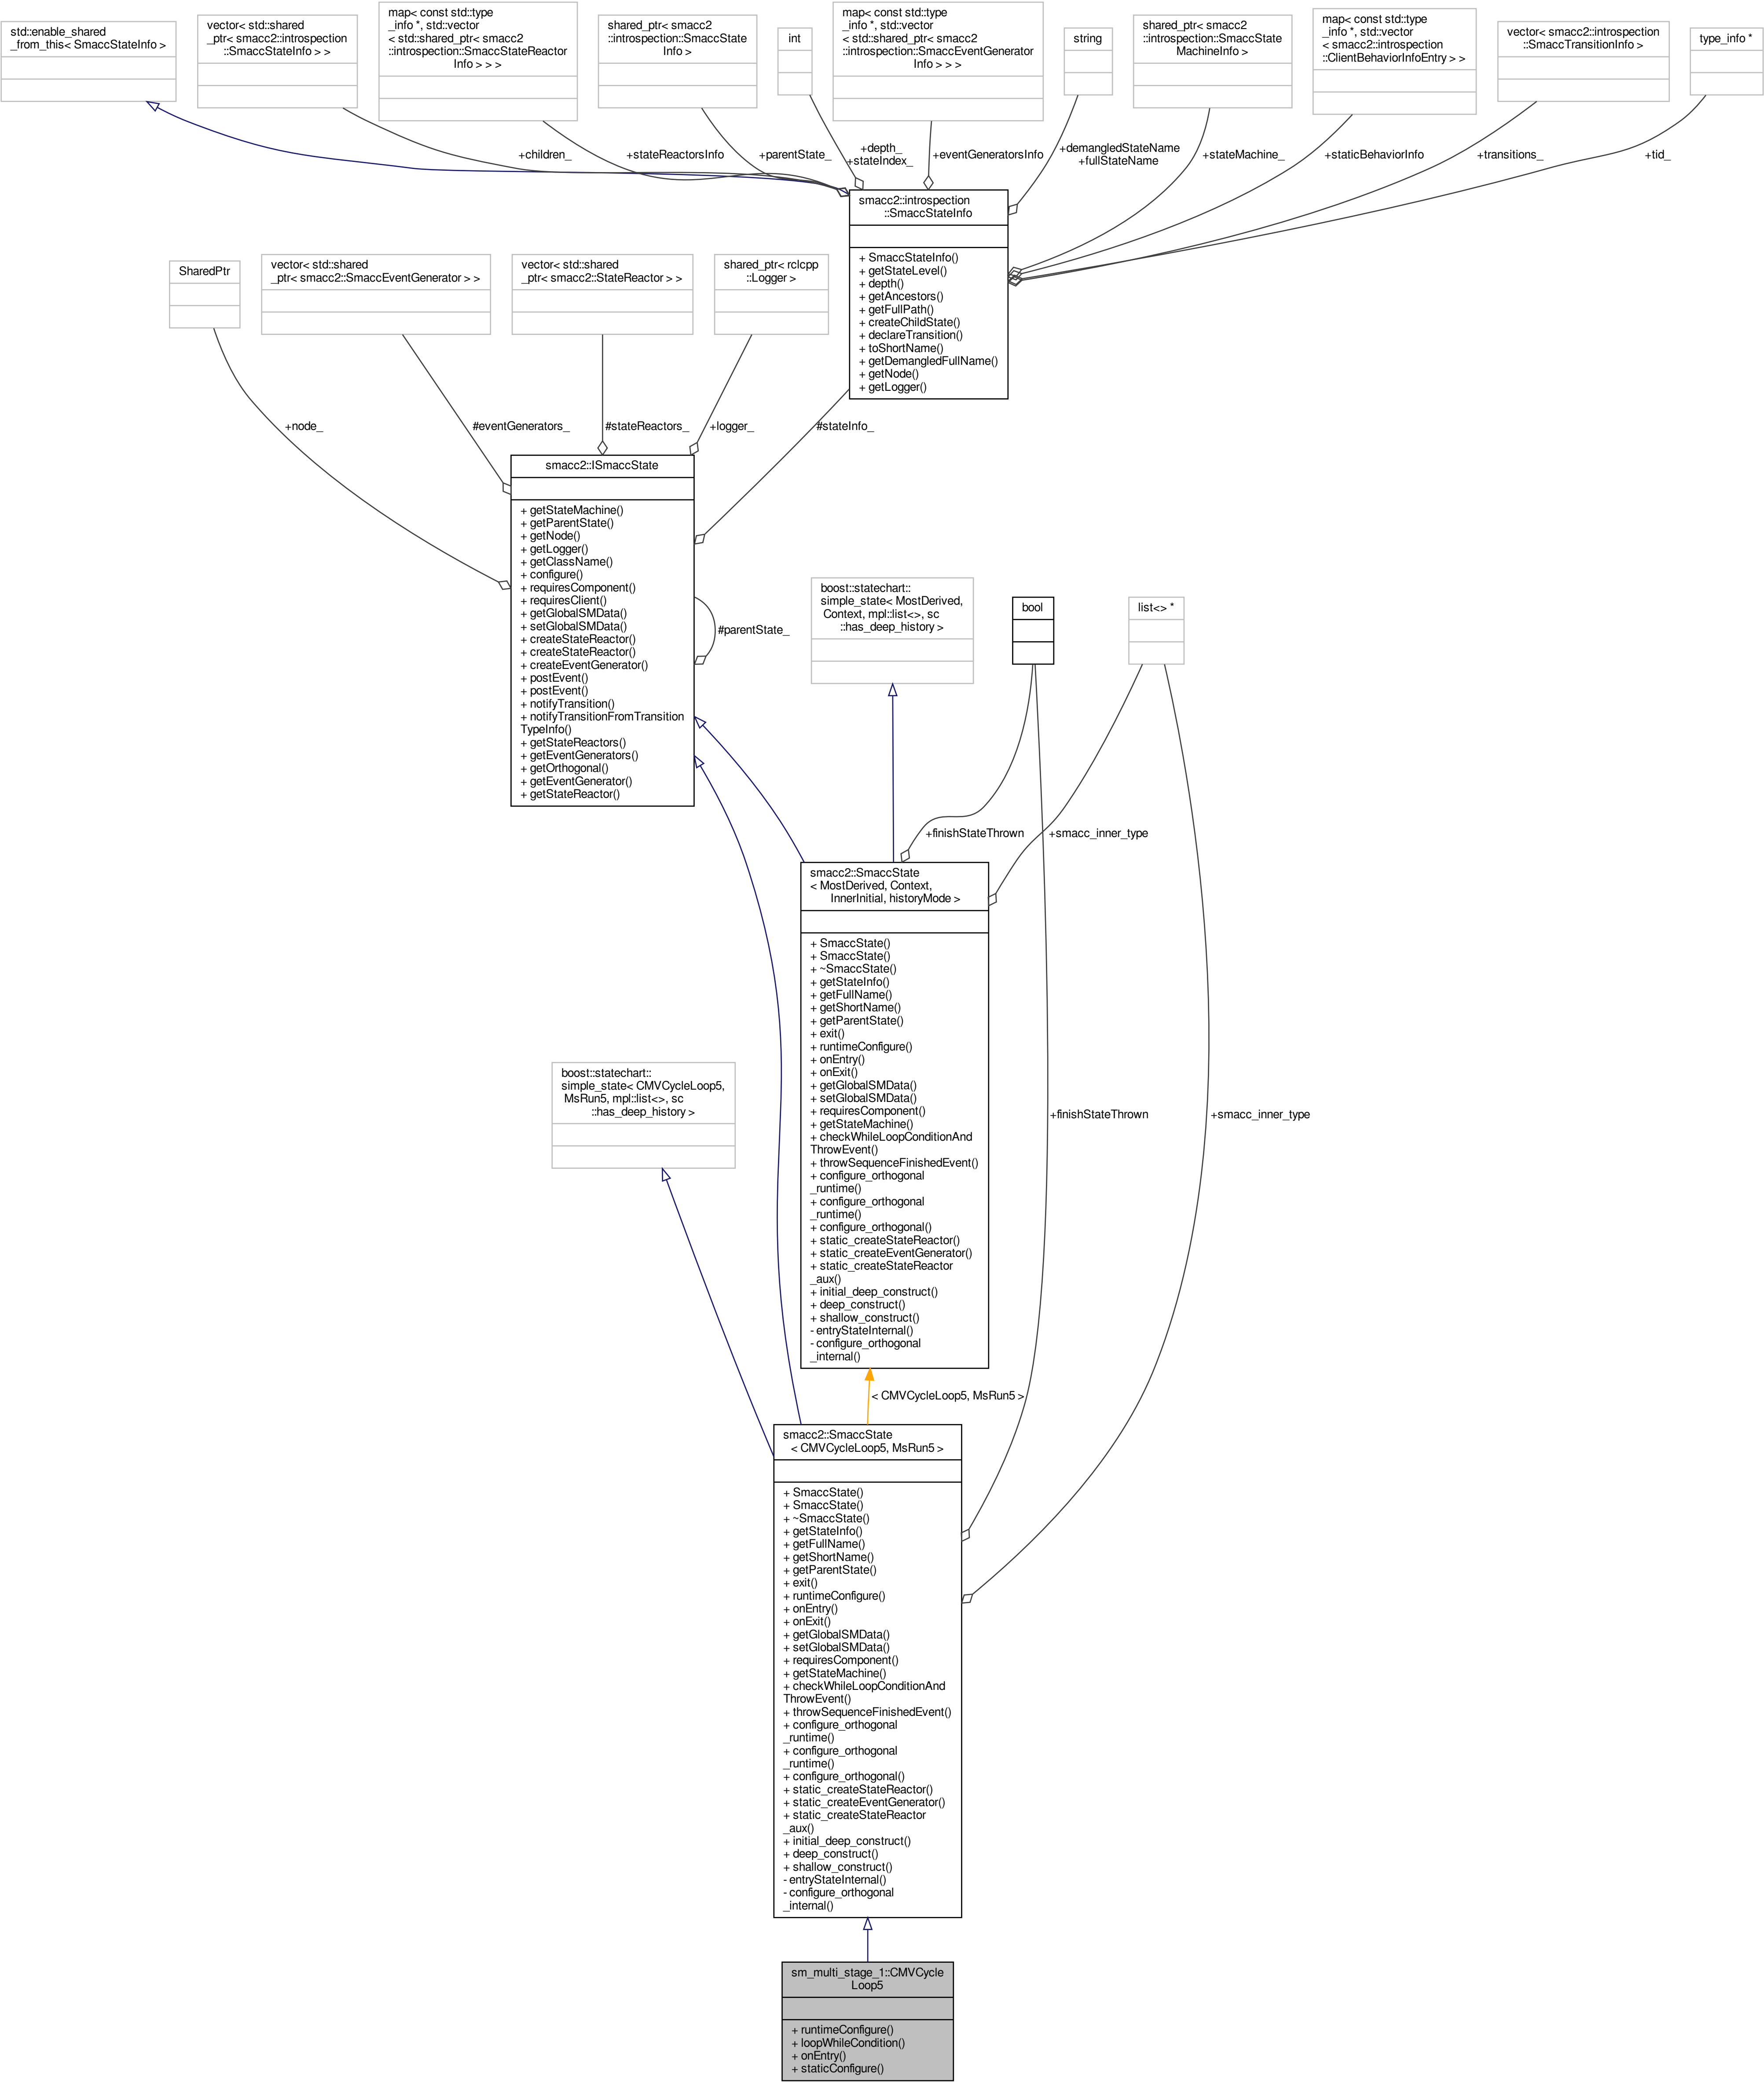 std::enable_shared
_from_this< SmaccStateInfo >
vector< std::shared
_ptr< smacc2::introspection
::SmaccStateInfo > >
map< const std::type
_info *, std::vector
< std::shared_ptr< smacc2
::introspection::SmaccStateReactor
Info > > >
shared_ptr< smacc2
::introspection::SmaccState
Info >
int
map< const std::type
_info *, std::vector
< std::shared_ptr< smacc2
::introspection::SmaccEventGenerator
Info > > >
string
shared_ptr< smacc2
::introspection::SmaccState
MachineInfo >
map< const std::type
_info *, std::vector
< smacc2::introspection
::ClientBehaviorInfoEntry > >
vector< smacc2::introspection
::SmaccTransitionInfo >
type_info *
+children_
+stateReactorsInfo
+parentState_
+depth_
+stateIndex_
+eventGeneratorsInfo
+demangledStateName
+fullStateName
+stateMachine_
+staticBehaviorInfo
+transitions_
+tid_
smacc2::introspection
::SmaccStateInfo
+ SmaccStateInfo()
+ getStateLevel()
+ depth()
+ getAncestors()
+ getFullPath()
+ createChildState()
+ declareTransition()
+ toShortName()
+ getDemangledFullName()
+ getNode()
+ getLogger()
SharedPtr
vector< std::shared
_ptr< smacc2::SmaccEventGenerator > >
vector< std::shared
_ptr< smacc2::StateReactor > >
shared_ptr< rclcpp
::Logger >
+node_
#eventGenerators_
#stateReactors_
+logger_
#stateInfo_
smacc2::ISmaccState
+ getStateMachine()
+ getParentState()
+ getNode()
+ getLogger()
+ getClassName()
+ configure()
+ requiresComponent()
+ requiresClient()
+ getGlobalSMData()
+ setGlobalSMData()
+ createStateReactor()
+ createStateReactor()
+ createEventGenerator()
+ postEvent()
+ postEvent()
+ notifyTransition()
+ notifyTransitionFromTransition
TypeInfo()
+ getStateReactors()
+ getEventGenerators()
+ getOrthogonal()
+ getEventGenerator()
+ getStateReactor()
#parentState_
boost::statechart::
simple_state< MostDerived,
Context, mpl::list<>, sc
::has_deep_history >
bool
list<> *
+finishStateThrown
+smacc_inner_type
smacc2::SmaccState
< MostDerived, Context,
InnerInitial, historyMode >
+ SmaccState()
+ SmaccState()
+ ~SmaccState()
+ getStateInfo()
+ getFullName()
+ getShortName()
+ getParentState()
+ exit()
+ runtimeConfigure()
+ onEntry()
+ onExit()
+ getGlobalSMData()
+ setGlobalSMData()
+ requiresComponent()
+ getStateMachine()
+ checkWhileLoopConditionAnd
ThrowEvent()
+ throwSequenceFinishedEvent()
+ configure_orthogonal
_runtime()
+ configure_orthogonal
_runtime()
+ configure_orthogonal()
+ static_createStateReactor()
+ static_createEventGenerator()
+ static_createStateReactor
_aux()
+ initial_deep_construct()
+ deep_construct()
+ shallow_construct()
- entryStateInternal()
- configure_orthogonal
_internal()
boost::statechart::
simple_state< CMVCycleLoop5,
MsRun5, mpl::list<>, sc
::has_deep_history >
+finishStateThrown
+smacc_inner_type
< CMVCycleLoop5, MsRun5 >
smacc2::SmaccState
< CMVCycleLoop5, MsRun5 >
+ SmaccState()
+ SmaccState()
+ ~SmaccState()
+ getStateInfo()
+ getFullName()
+ getShortName()
+ getParentState()
+ exit()
+ runtimeConfigure()
+ onEntry()
+ onExit()
+ getGlobalSMData()
+ setGlobalSMData()
+ requiresComponent()
+ getStateMachine()
+ checkWhileLoopConditionAnd
ThrowEvent()
+ throwSequenceFinishedEvent()
+ configure_orthogonal
_runtime()
+ configure_orthogonal
_runtime()
+ configure_orthogonal()
+ static_createStateReactor()
+ static_createEventGenerator()
+ static_createStateReactor
_aux()
+ initial_deep_construct()
+ deep_construct()
+ shallow_construct()
- entryStateInternal()
- configure_orthogonal
_internal()
sm_multi_stage_1::CMVCycle
Loop5
+ runtimeConfigure()
+ loopWhileCondition()
+ onEntry()
+ staticConfigure()